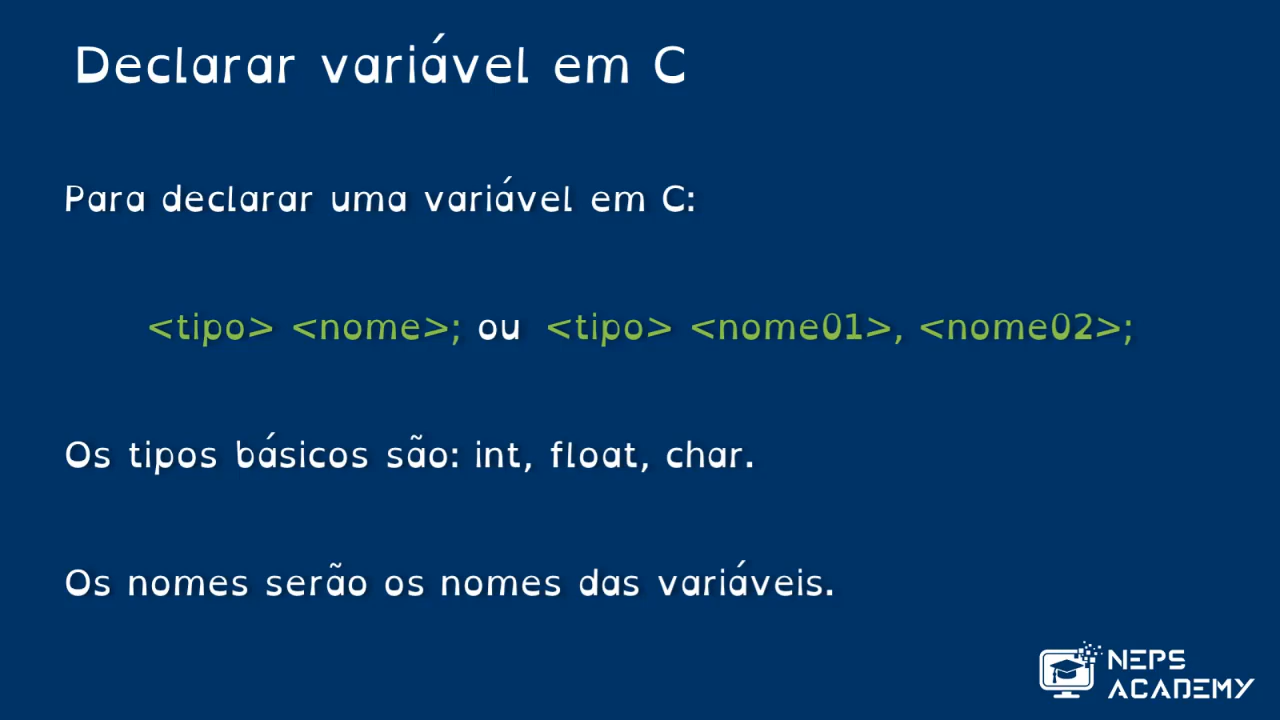 Declarar variável em C
Para declarar uma variável em C:
<tipo> <nome>; ou <tipo> <nome01>, <nome02>;
Os tipos básicos são: int, float, char.
Os nomes serão os nomes das variáveis.
NEPS
ACADEMY